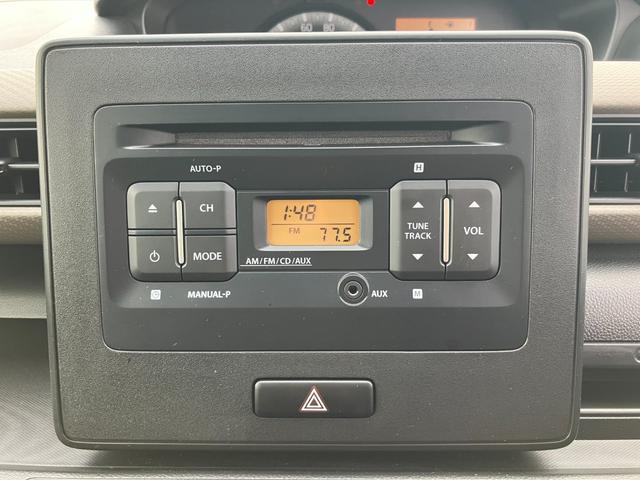 60 80
AUTO-P
H
CH
1:48
FM
77.5
TUNE
TRACK
VOL
MODE
AM/FM/CD/AUX
C
MANUAL-P
AUX
M